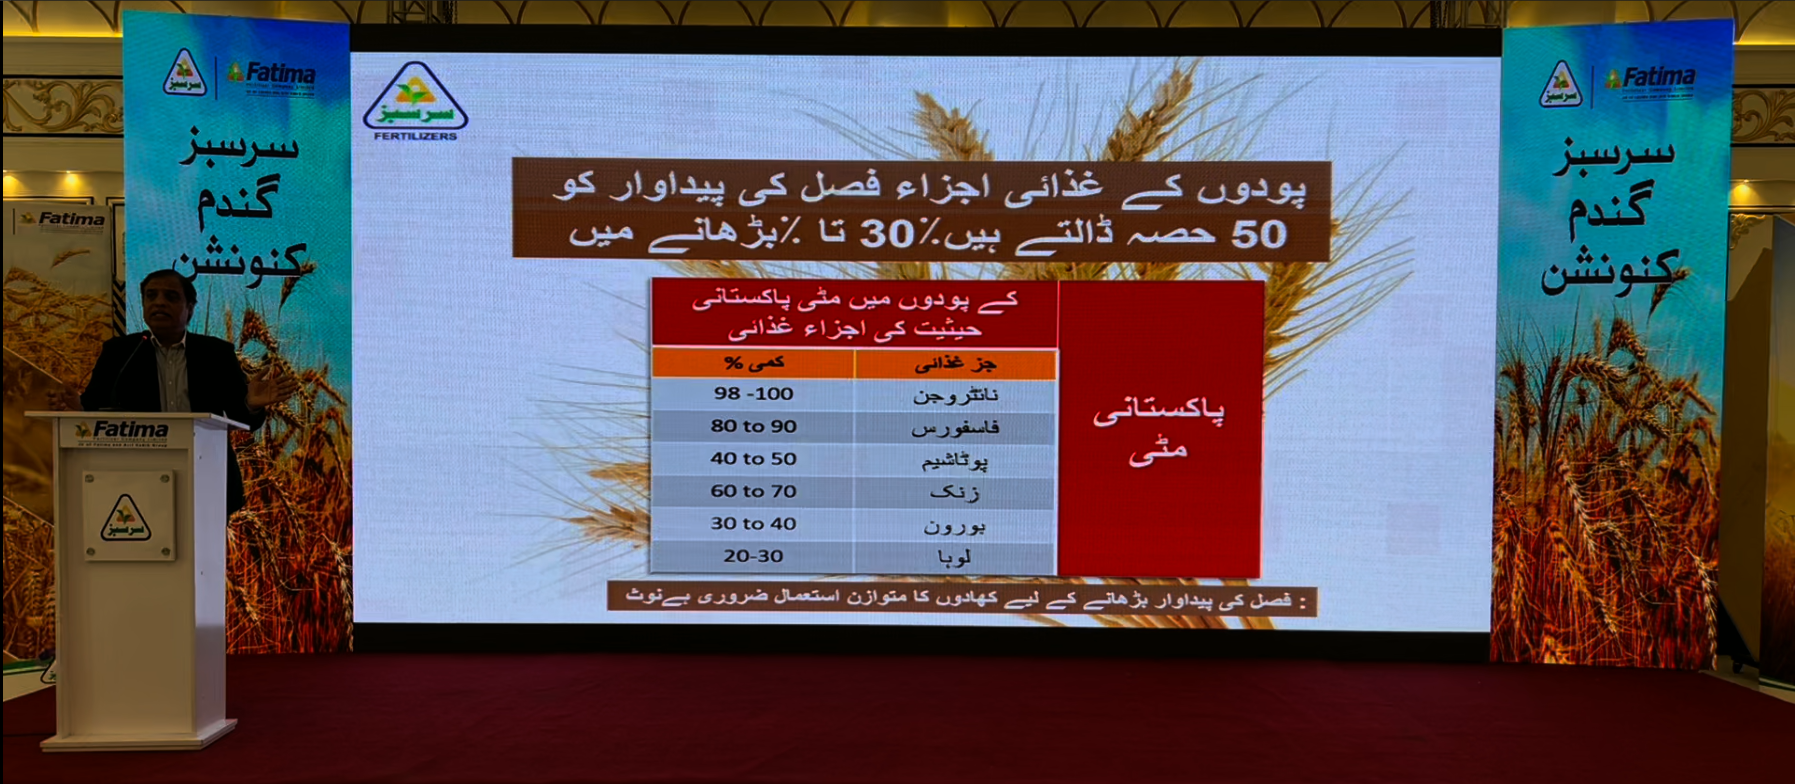 سرسبز
Fatima
سرسبز
گندم
کنونشن
Fatima
سرسبز
FERTILIZERS
پودوں کے غذائی اجزاء فصل کی پیداوار کو
50 حصہ ڈالتے ہیں.٪30 تا ٪بڑھانے میں
کے پودوں میں مٹی پاکستانی
حیثیت کی اجزاء غذائی
جز غذائی کمی %
نائٹروجن 98 -100
فاسفورس 80 to 90
پوٹاشیم 40 to 50
زنک 60 to 70
بورون 30 to 40
لوہا 20-30
پاکستانی
مٹی
: فصل کی پیداوار بڑھانے کے لیے کھادوں کا متوازن استعمال ضروری ہےنوٹ
سرسبز
Fatima
سرسبز
گندم
کنونشن
Fatima
سرسبز